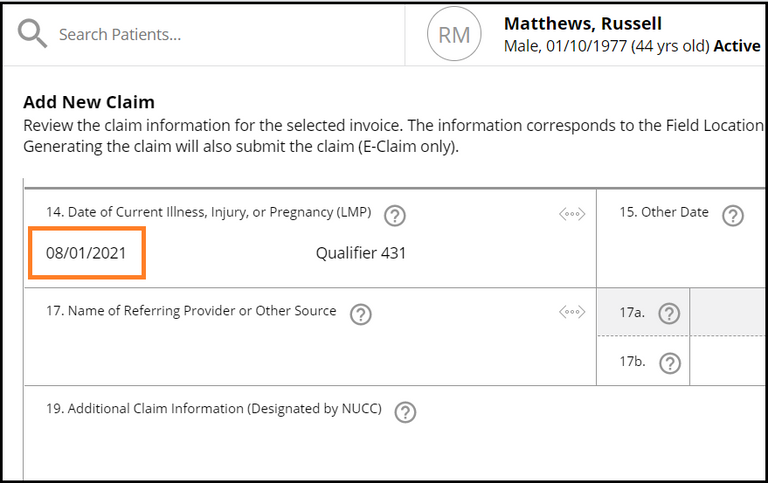 Search Patients...
RM
Matthews, Russell
Male, 01/10/1977 (44 yrs old) Active
Add New Claim
Review the claim information for the selected invoice. The information corresponds to the Field Location
Generating the claim will also submit the claim (E-Claim only).
14. Date of Current Illness, Injury, or Pregnancy (LMP) ?
15. Other Date ?
08/01/2021 Qualifier 431
17. Name of Referring Provider or Other Source ?
17a. ?
17b. ?
19. Additional Claim Information (Designated by NUCC) ?